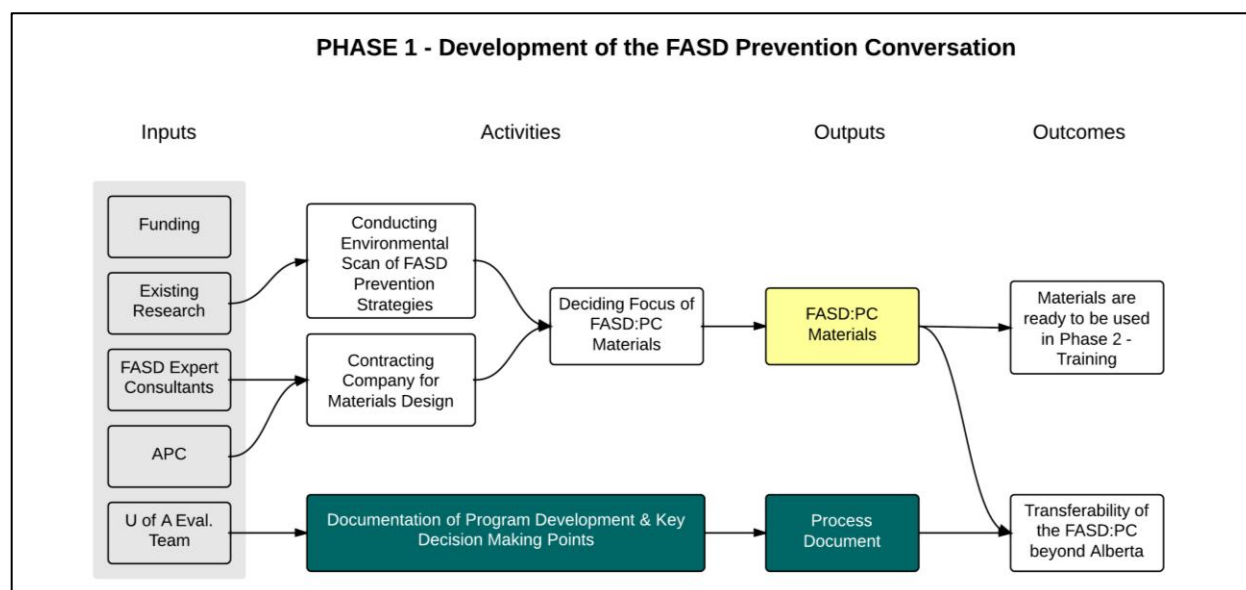 PHASE 1 - Development of the FASD Prevention Conversation
Inputs
Activities
Outputs
Outcomes
Funding
Existing
Research
FASD Expert
Consultants
APC
U of A Eval.
Team
Conducting
Environmental
Scan of FASD
Prevention
Strategies
Contracting
Company for
Materials Design
Deciding Focus of
FASD:PC
Materials
Documentation of Program Development & Key
Decision Making Points
FASD:PC
Materials
Process
Document
Materials are
ready to be used
in Phase 2 -
Training
Transferability of
the FASD:PC
beyond Alberta